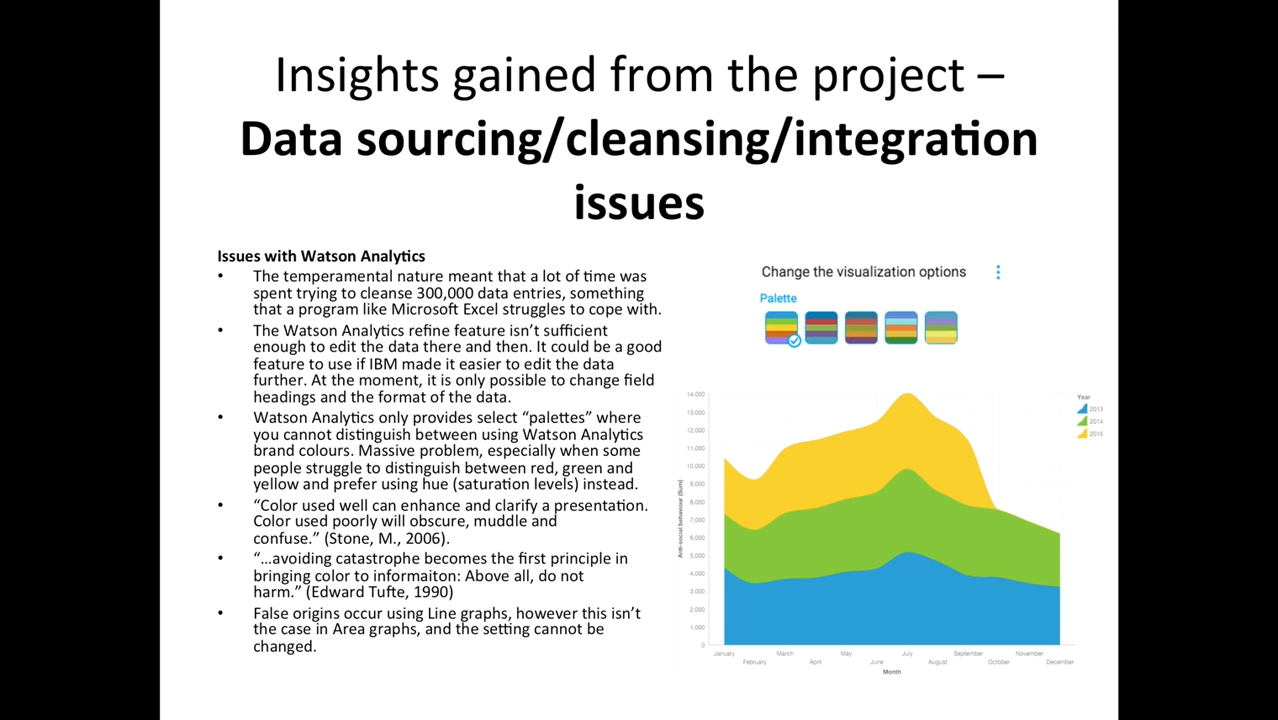 Insights gained from the project –
Data sourcing/cleansing/integration
issues
Issues with Watson Analytics
• The temperamental nature meant that a lot of time was
spent trying to cleanse 300,000 data entries, something
that a program like Microsoft Excel struggles to cope with.
• The Watson Analytics refine feature isn't sufficient
enough to edit the data there and then. It could be a good
feature to use if IBM made it easier to edit the data
further. At the moment, it is only possible to change field
headings and the format of the data.
• Watson Analytics only provides select “palettes” where
you cannot distinguish between using Watson Analytics
brand colours. Massive problem, especially when some
people struggle to distinguish between red, green and
yellow and prefer using hue (saturation levels) instead.
• “Color used well can enhance and clarify a presentation.
Color used poorly will obscure, muddle and
confuse.” (Stone, M., 2006).
• “…avoiding catastrophe becomes the first principle in
bringing color to informaiton: Above all, do not
harm.” (Edward Tufte, 1990)
• False origins occur using Line graphs, however this isn't
the case in Area graphs, and the setting cannot be
changed.
Change the visualization options
Palette
14,000
13,000
12,000
11,000
10,000
9,000
8,000
7,000
6,000
5,000
4,000
3,000
2,000
1,000
0
Anti-social behaviour (Sum)
Year
2013
2014
2015
January
February
March
April
May
June
July
August
September
October
November
December
Month